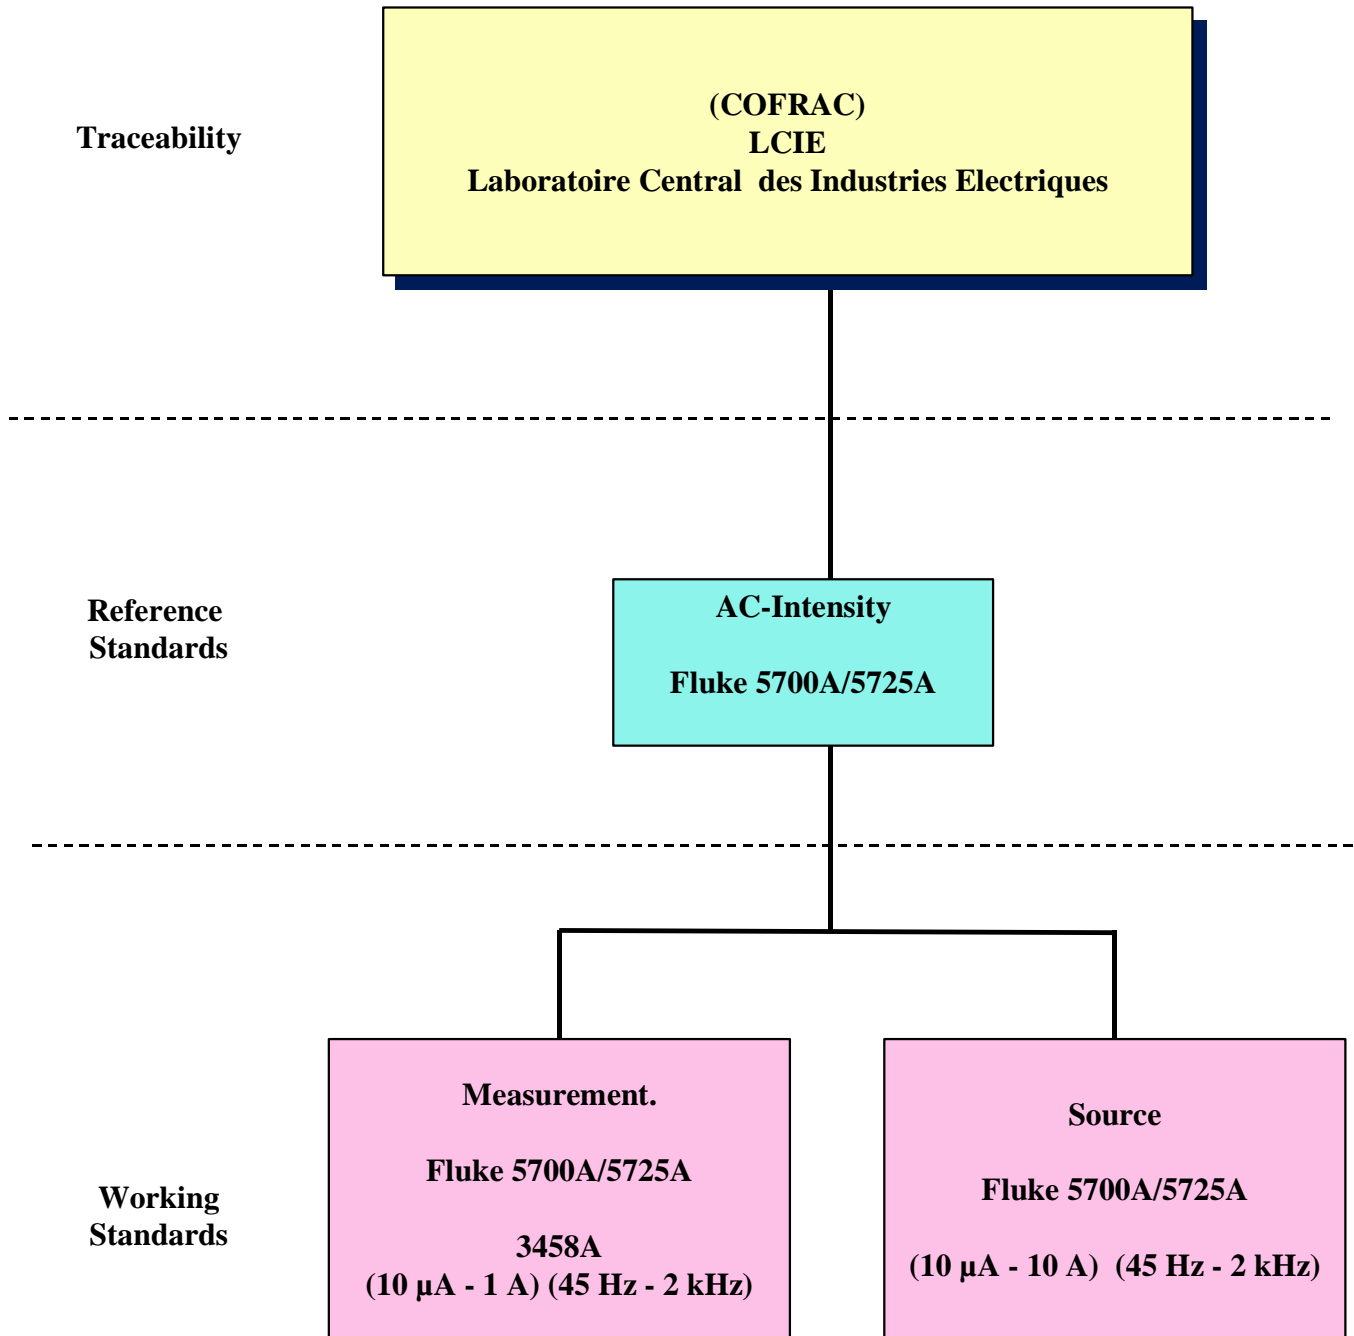 Traceability
(COFRAC)
LCIE
Laboratoire Central des Industries Electriques
Reference
Standards
AC-Intensity
Fluke 5700A/5725A
Working
Standards
Measurement.
Fluke 5700A/5725A
3458A
(10 µA - 1 A) (45 Hz - 2 kHz)
Source
Fluke 5700A/5725A
(10 µA - 10 A) (45 Hz - 2 kHz)